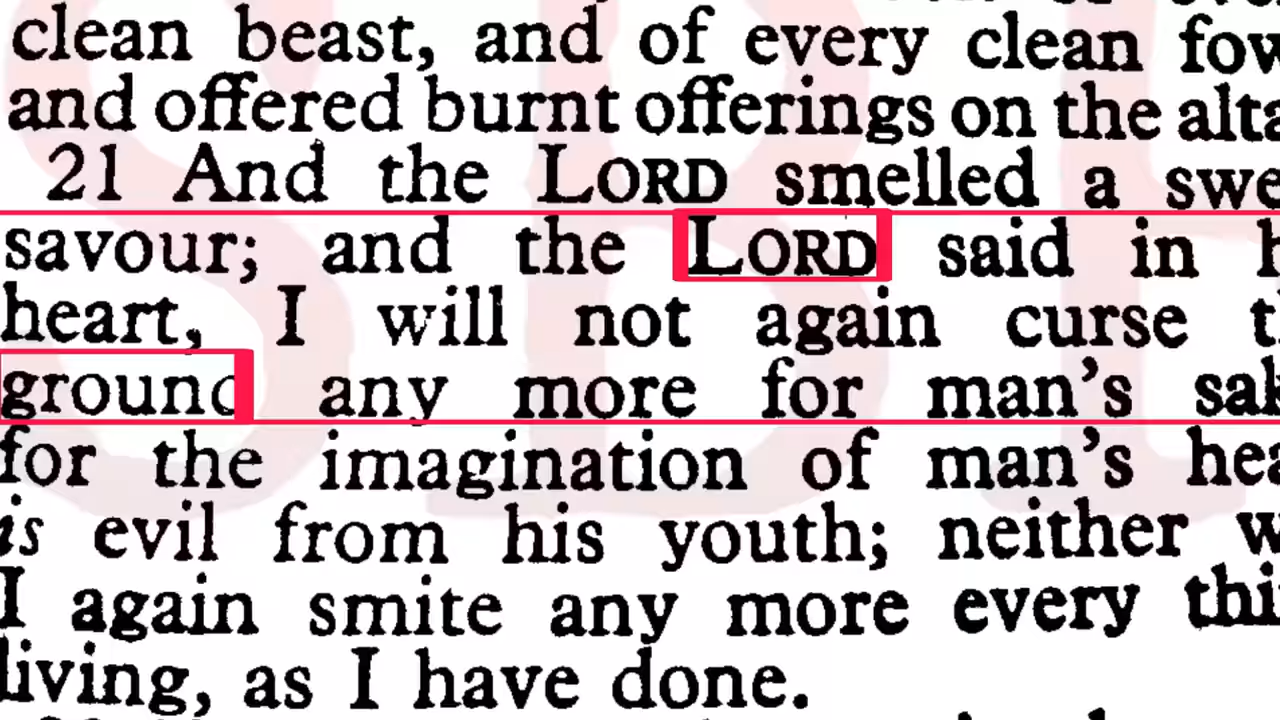 clean beast, and of every clean fow
and offered burnt offerings on the alta
21 And the LORD smelled a swe
savour; and the LORD said in h
heart, I will not again curse t
ground any more for man's sak
for the imagination of man's hea
is evil from his youth; neither w
I again smite any more every thi
living, as I have done.